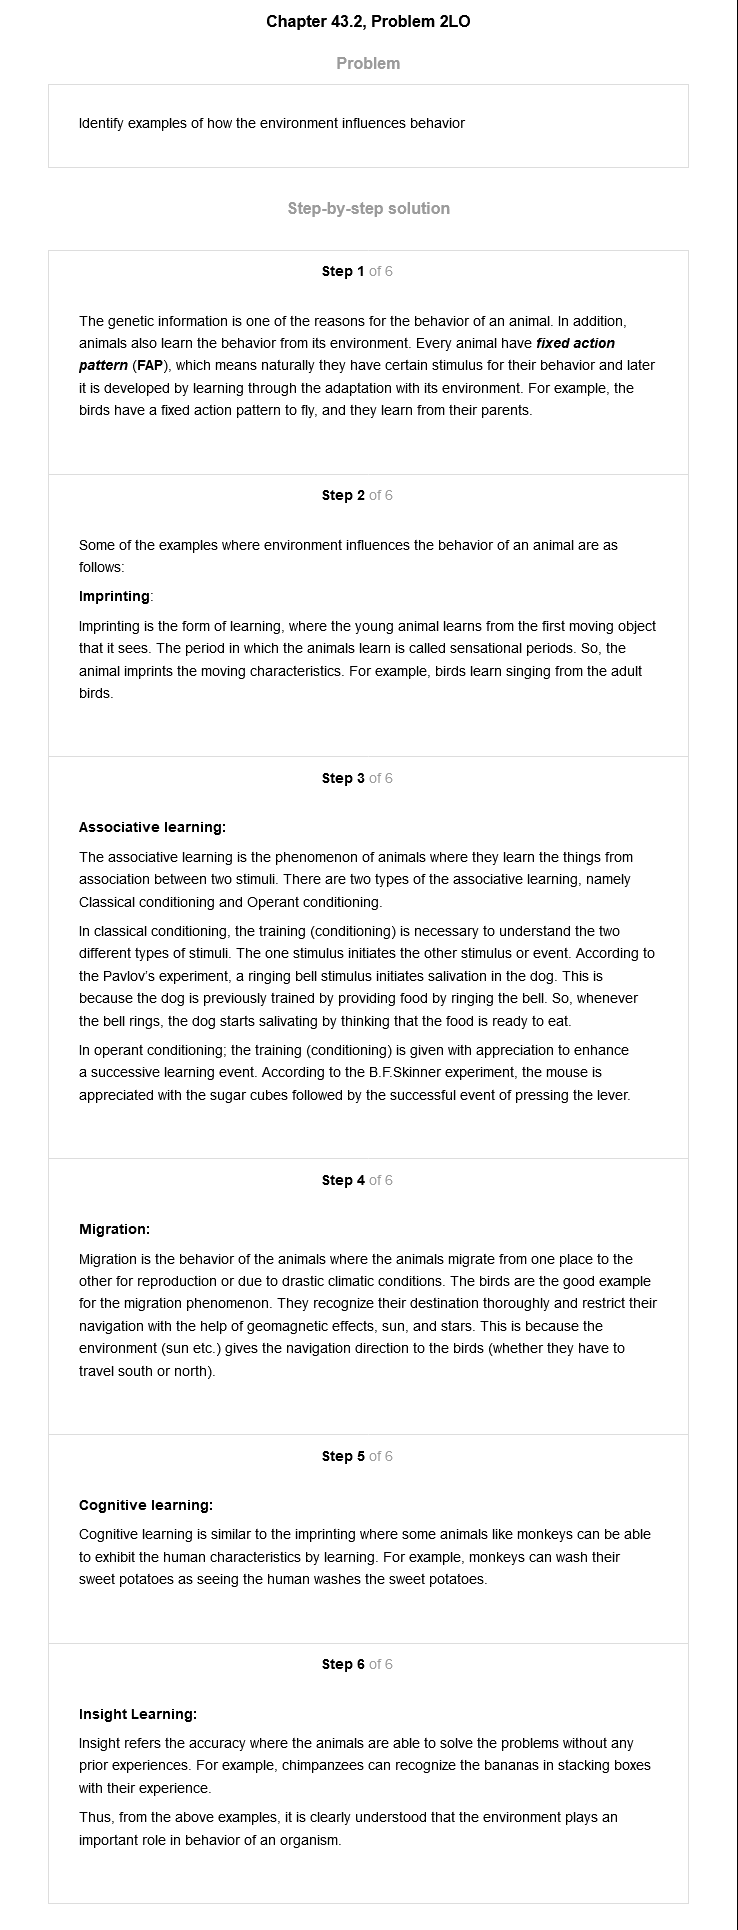 Chapter 43.2, Problem 2LO
Problem
Identify examples of how the environment influences behavior
Step-by-step solution
Step 1 of 6
The genetic information is one of the reasons for the behavior of an animal. In addition,
animals also learn the behavior from its environment. Every animal have fixed action
pattern (FAP), which means naturally they have certain stimulus for their behavior and later
it is developed by learning through the adaptation with its environment. For example, the
birds have a fixed action pattern to fly, and they learn from their parents.
Step 2 of 6
Some of the examples where environment influences the behavior of an animal are as
follows:
Imprinting:
Imprinting is the form of learning, where the young animal learns from the first moving object
that it sees. The period in which the animals learn is called sensational periods. So, the
animal imprints the moving characteristics. For example, birds learn singing from the adult
birds.
Step 3 of 6
Associative learning:
The associative learning is the phenomenon of animals where they learn the things from
association between two stimuli. There are two types of the associative learning, namely
Classical conditioning and Operant conditioning.
In classical conditioning, the training (conditioning) is necessary to understand the two
different types of stimuli. The one stimulus initiates the other stimulus or event. According to
the Pavlov's experiment, a ringing bell stimulus initiates salivation in the dog. This is
because the dog is previously trained by providing food by ringing the bell. So, whenever
the bell rings, the dog starts salivating by thinking that the food is ready to eat.
In operant conditioning; the training (conditioning) is given with appreciation to enhance
a successive learning event. According to the B.F.Skinner experiment, the mouse is
appreciated with the sugar cubes followed by the successful event of pressing the lever.
Step 4 of 6
Migration:
Migration is the behavior of the animals where the animals migrate from one place to the
other for reproduction or due to drastic climatic conditions. The birds are the good example
for the migration phenomenon. They recognize their destination thoroughly and restrict their
navigation with the help of geomagnetic effects, sun, and stars. This is because the
environment (sun etc.) gives the navigation direction to the birds (whether they have to
travel south or north).
Step 5 of 6
Cognitive learning:
Cognitive learning is similar to the imprinting where some animals like monkeys can be able
to exhibit the human characteristics by learning. For example, monkeys can wash their
sweet potatoes as seeing the human washes the sweet potatoes.
Step 6 of 6
Insight Learning:
Insight refers the accuracy where the animals are able to solve the problems without any
prior experiences. For example, chimpanzees can recognize the bananas in stacking boxes
with their experience.
Thus, from the above examples, it is clearly understood that the environment plays an
important role in behavior of an organism.